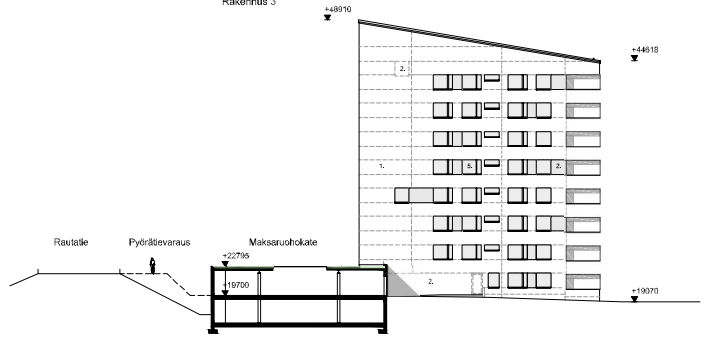 Rakennus 3
+48910
+44618
2.
1.
5.
2.
Rautatie
Pyörätievaraus
Maksaruohokate
+22795
+19700
2.
+19070